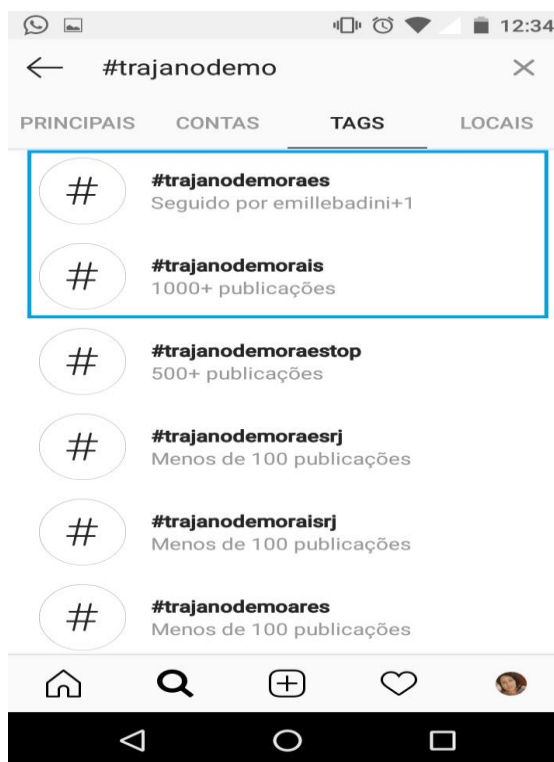 12:34
#trajanodemo
PRINCIPAIS CONTAS TAGS LOCAIS
# #trajanodemoraes
Seguido por emillebadini+1
# #trajanodemorais
1000+ publicações
# #trajanodemoraestop
500+ publicações
# #trajanodemoraesrj
Menos de 100 publicações
# #trajanodemoraisrj
Menos de 100 publicações
# #trajanodemoares
Menos de 100 publicações